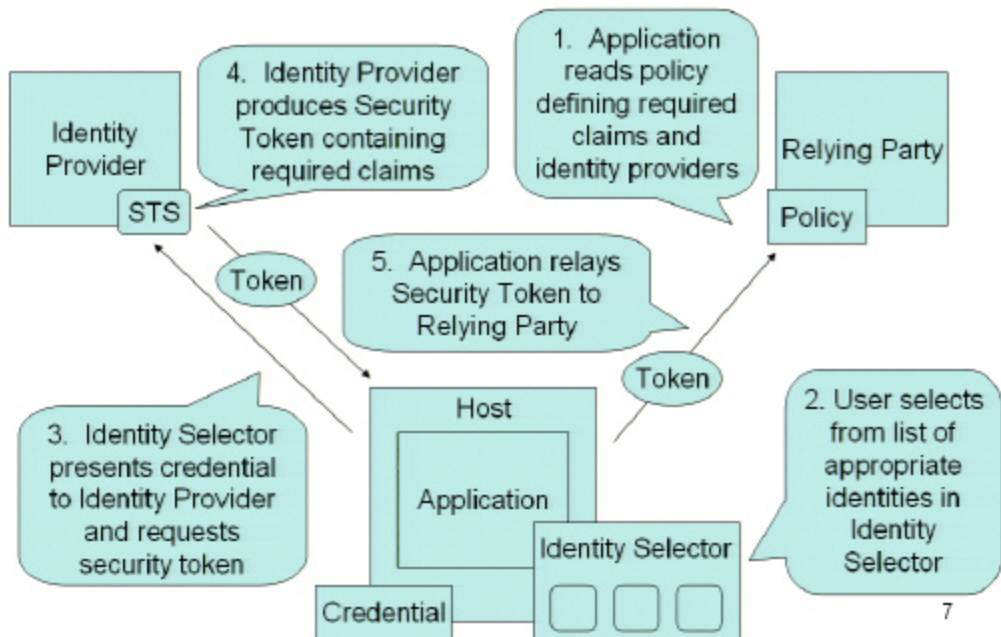 1. Application
reads policy
defining required
claims and
identity providers
4. Identity Provider
produces Security
Token containing
required claims
Identity
Provider
STS
Relying Party
Policy
Token
5. Application relays
Security Token to
Relying Party
Token
3. Identity Selector
presents credential
to Identity Provider
and requests
security token
Host
Application
Identity Selector
Credential
2. User selects
from list of
appropriate
identities in
Identity
Selector
7